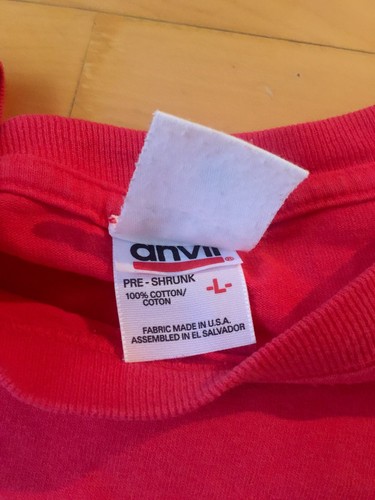 anvil®
PRE-SHRUNK
100% COTTON/
COTON
-L-
FABRIC MADE IN U.S.A.
ASSEMBLED IN EL SALVADOR